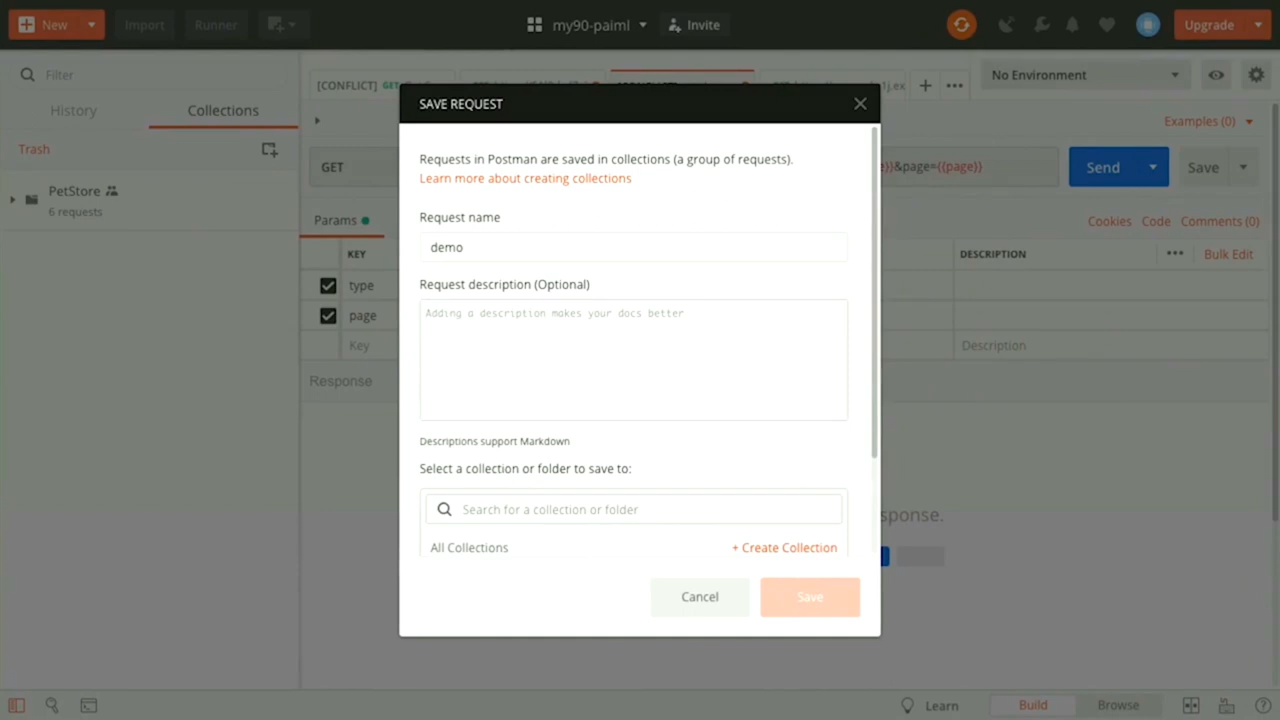 New
Import
Runner
my90-paiml
Invite
Upgrade
Filter
History
Collections
Trash
PetStore
6 requests
[CONFLICT] GET
No Environment
Examples (0)
GET
}}&page={{page}}
Send
Save
Params
Cookies
Code
Comments (0)
KEY
DESCRIPTION
Bulk Edit
type
page
Key
Description
Response
SAVE REQUEST
Requests in Postman are saved in collections (a group of requests).
Learn more about creating collections
Request name
demo
Request description (Optional)
Adding a description makes your docs better
Descriptions support Markdown
Select a collection or folder to save to:
Search for a collection or folder
All Collections
+ Create Collection
Cancel
Save
sponse.
Learn
Build
Browse